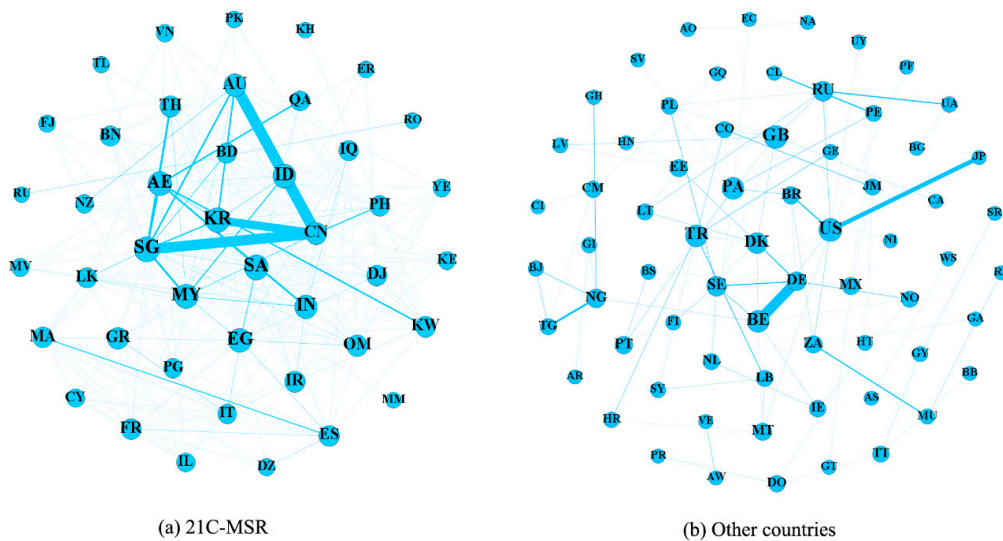 PK
VN
KH
TL
ER
AU
QA
TH
FJ
BN
RO
BD
IQ
AE
ID
RU
NZ
YE
PH
KR
CN
SG
KE
MV
LK
SA
DJ
MY
IN
KW
MA
GR
EG
OM
PG
IR
CY
MM
IT
FR
ES
IL
DZ
(a) 21C-MSR
EC
NA
AO
UY
SV
PF
GQ
CL
RU
GH
PL
PE
UA
CO
GB
LV
HN
GE
BG
JP
EE
CM
PA
JM
BR
CA
CI
LT
SR
TR
US
GI
DK
NI
WS
BJ
BS
DE
SE
MX
NG
NO
TG
FI
BE
GA
PT
ZA
HT
NL
GY
AR
LB
BB
SY
AS
IE
MU
HR
VE
MT
PR
TT
GT
AW
DO
(b) Other countries